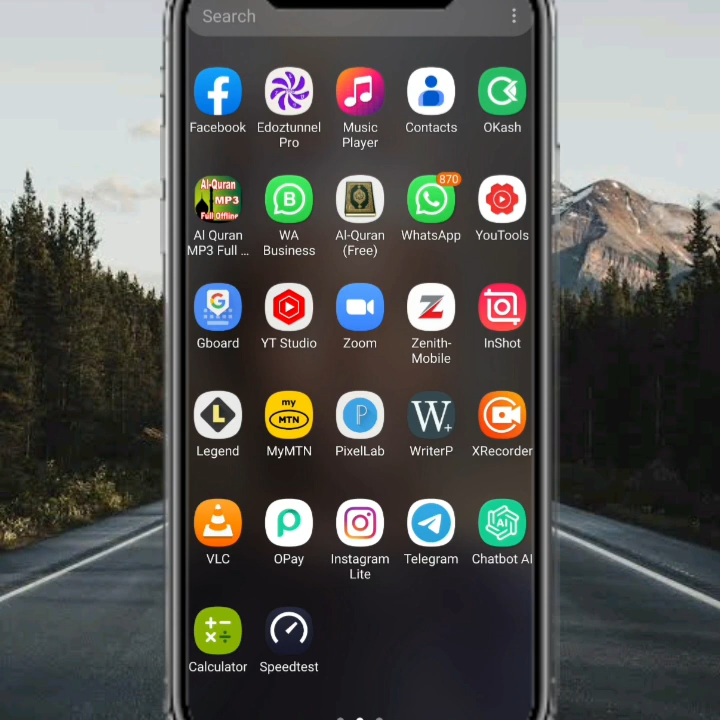 Search
Facebook
Edoztunnel
Pro
Music
Player
Contacts
OKash
Al-Quran
MP3
Full Offline
Al Quran
MP3 Full ...
B
WA
Business
Al-Quran
(Free)
870
WhatsApp
YouTools
G
Gboard
YT Studio
Zoom
Z
Zenith-
Mobile
InShot
L
Legend
my
MTN
MyMTN
P
PixelLab
W+
WriterP
XRecorder
VLC
OPay
Instagram
Lite
Telegram
AI
Chatbot AI
Calculator
Speedtest